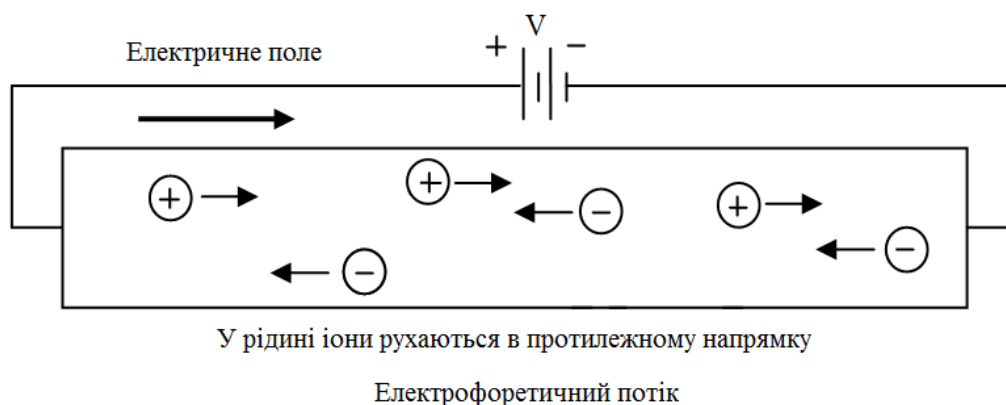 V
+ −
Електричне поле
+ + − + −
−
У рідині іони рухаються в протилежному напрямку
Електрофоретичний потік